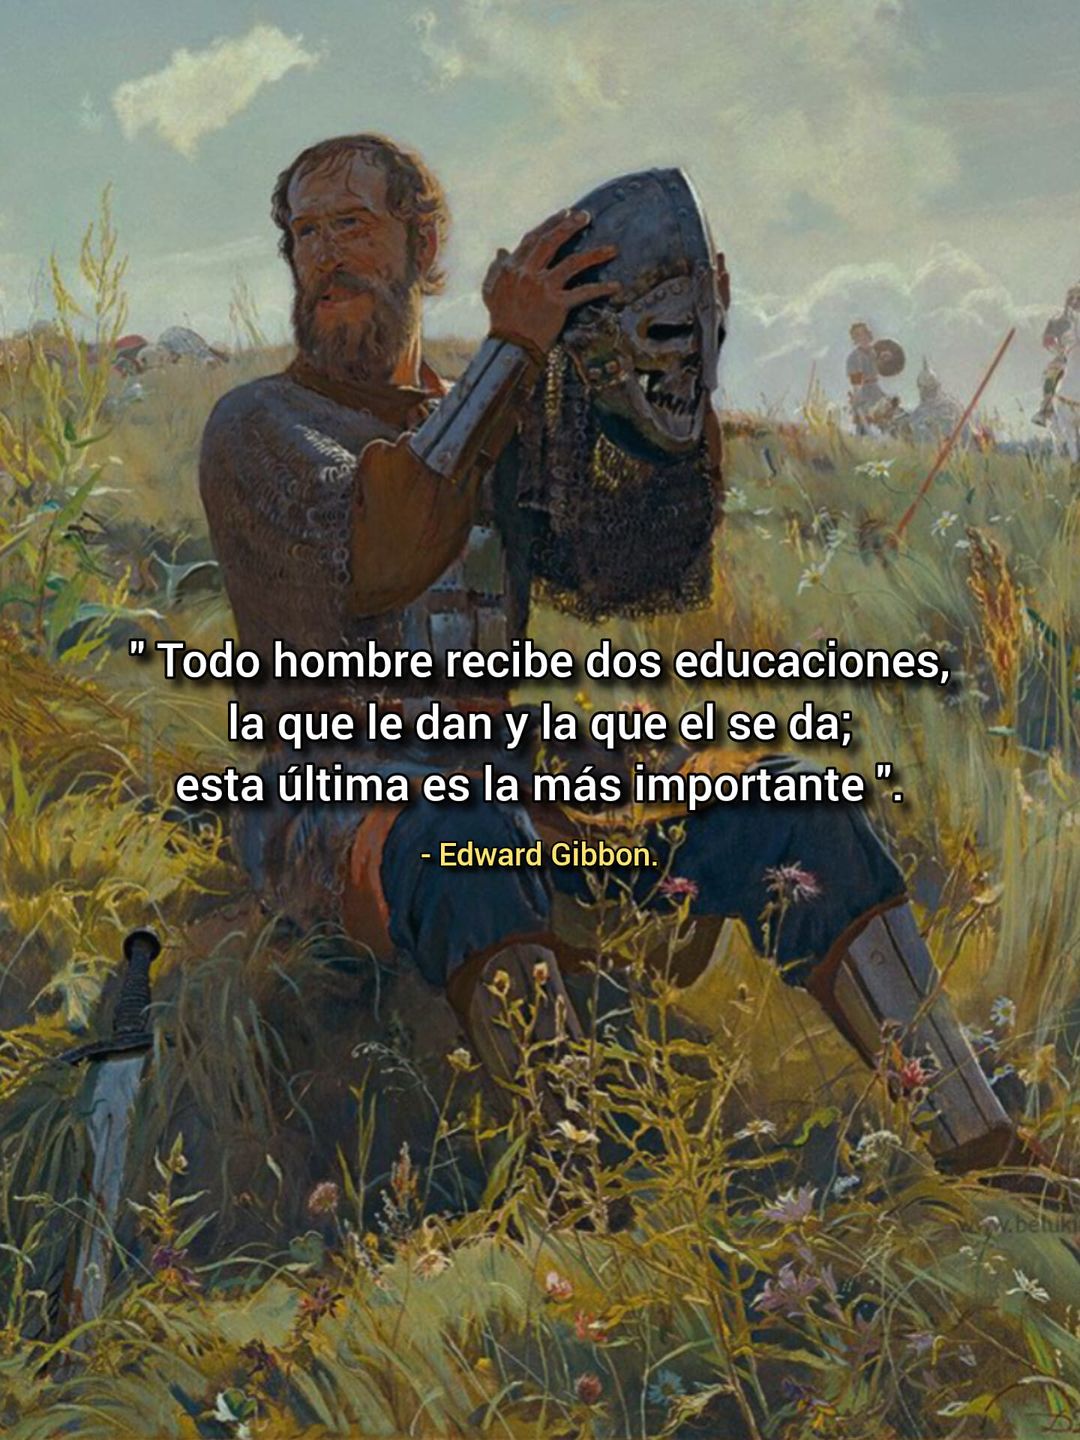 " Todo hombre recibe dos educaciones,
la que le dan y la que el se da;
esta última es la más importante ".
- Edward Gibbon.